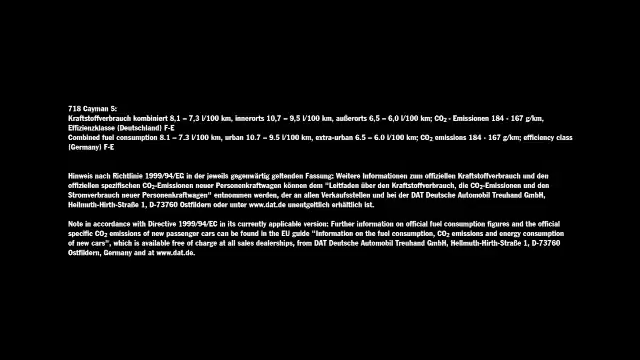 718 Cayman S:
Kraftstoffverbrauch kombiniert 8,1 – 7,3 l/100 km, innerorts 10,7 – 9,5 l/100 km, außerorts 6,5 – 6,0 l/100 km; CO₂ - Emissionen 184 - 167 g/km,
Effizienzklasse (Deutschland) F-E
Combined fuel consumption 8.1 – 7.3 l/100 km, urban 10.7 – 9.5 l/100 km, extra-urban 6.5 – 6.0 l/100 km; CO₂ emissions 184 - 167 g/km; efficiency class
(Germany) F-E
Hinweis nach Richtlinie 1999/94/EG in der jeweils gegenwärtig geltenden Fassung: Weitere Informationen zum offiziellen Kraftstoffverbrauch und den
offiziellen spezifischen CO₂-Emissionen neuer Personenkraftwagen können dem "Leitfaden über den Kraftstoffverbrauch, die CO₂-Emissionen und den
Stromverbrauch neuer Personenkraftwagen" entnommen werden, der an allen Verkaufsstellen und bei der DAT Deutsche Automobil Treuhand GmbH,
Hellmuth-Hirth-Straße 1, D-73760 Ostfildern oder unter www.dat.de unentgeltlich erhältlich ist.
Note in accordance with Directive 1999/94/EC in its currently applicable version: Further information on official fuel consumption figures and the official
specific CO₂ emissions of new passenger cars can be found in the EU guide "Information on the fuel consumption, CO₂ emissions and energy consumption
of new cars", which is available free of charge at all sales dealerships, from DAT Deutsche Automobil Treuhand GmbH, Hellmuth-Hirth-Straße 1, D-73760
Ostfildern, Germany and at www.dat.de.